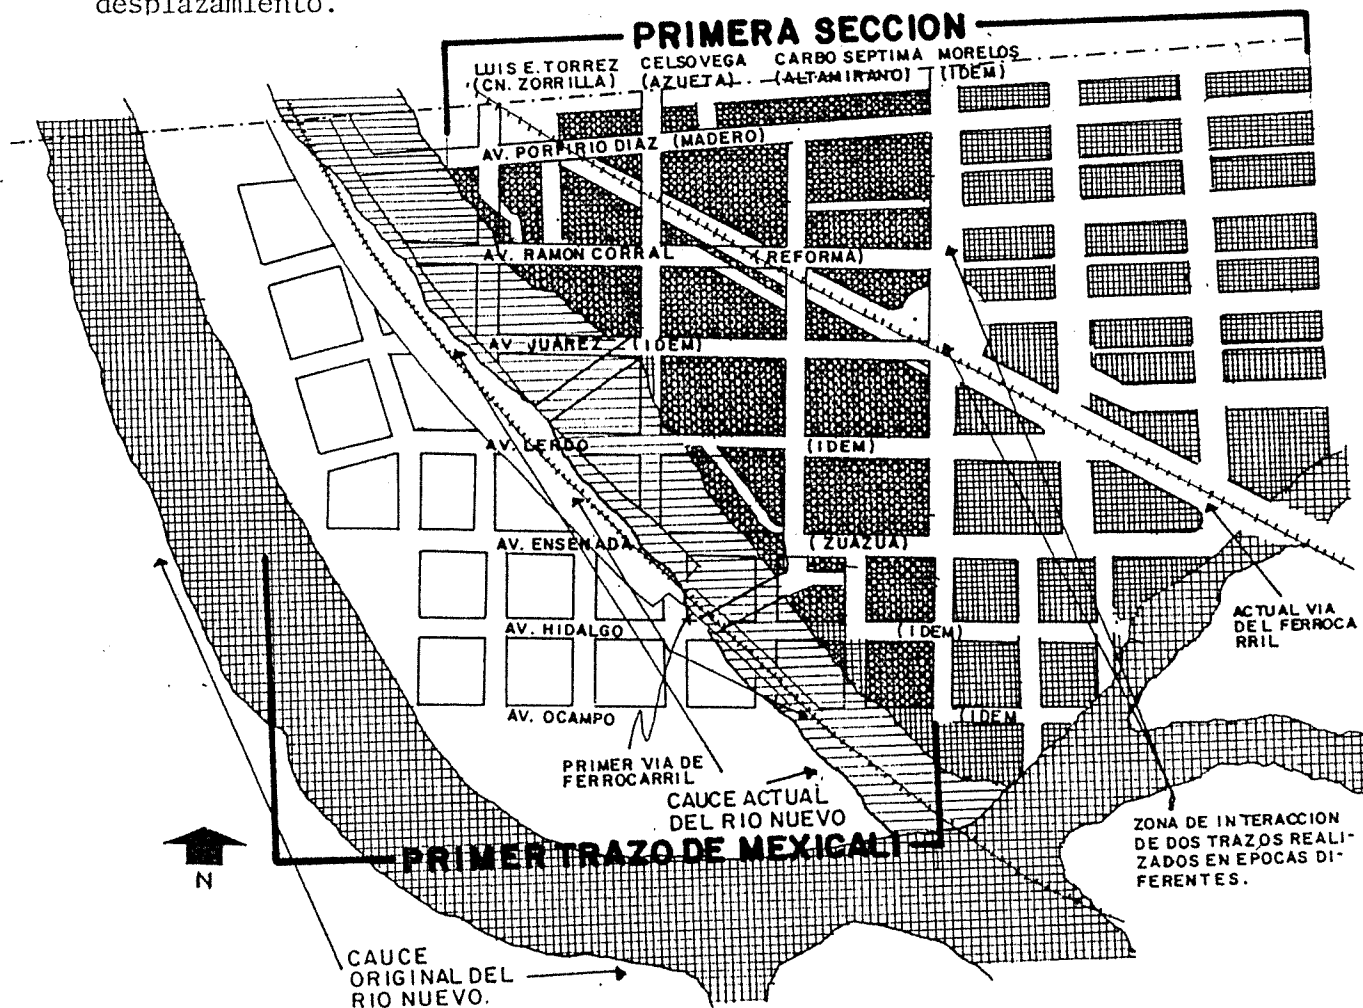 desplazamiento.
PRIMERA SECCION
LUIS E. TORREZ
(CN. ZORRILLA)
CELSO VEGA
(AZUETA)
CARBO SEPTIMA
(ALTAMIRANO)
MORELOS
(IDEM)
AV. PORFIRIO DIAZ (MADERO)
AV. RAMON CORRAL (REFORMA)
AV. JUAREZ (IDEM)
AV. LERDO (IDEM)
AV. ENSENADA (ZUAZUA)
AV. HIDALGO (IDEM)
AV. OCAMPO (IDEM
ACTUAL VIA
DEL FERROCA
RRIL
PRIMER VIA DE
FERROCARRIL
CAUCE ACTUAL
DEL RIO NUEVO
ZONA DE INTERACCION
DE DOS TRAZOS REALI-
ZADOS EN EPOCAS DI-
FERENTES.
PRIMER TRAZO DE MEXICALI
N
CAUCE
ORIGINAL DEL
RIO NUEVO.